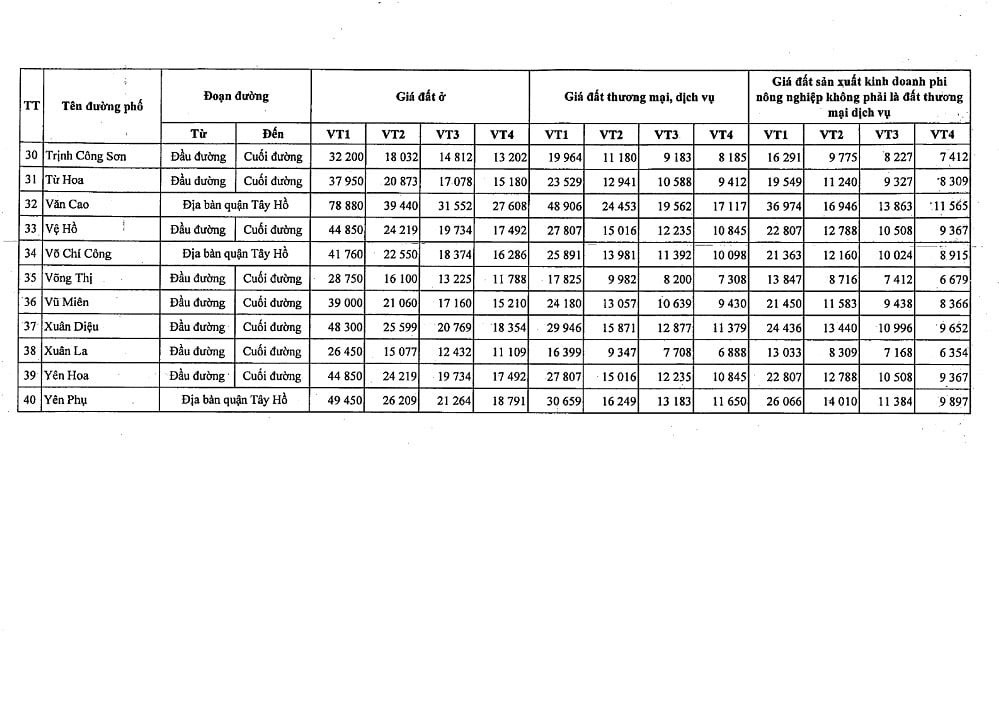 TT Tên đường phố Đoạn đường Giá đất ở Giá đất thương mại, dịch vụ Giá đất sản xuất kinh doanh phi nông nghiệp không phải là đất thương mại dịch vụ
Từ Đến VT1 VT2 VT3 VT4 VT1 VT2 VT3 VT4 VT1 VT2 VT3 VT4
30 Trịnh Công Sơn Đầu đường Cuối đường 32 200 18 032 14 812 13 202 19 964 11 180 9 183 8 185 16 291 9 775 8 227 7 412
31 Từ Hoa Đầu đường Cuối đường 37 950 20 873 17 078 15 180 23 529 12 941 10 588 9 412 19 549 11 240 9 327 8 309
32 Văn Cao Địa bàn quận Tây Hồ 78 880 39 440 31 552 27 608 48 906 24 453 19 562 17 117 36 974 16 946 13 863 11 565
33 Vệ Hồ Đầu đường Cuối đường 44 850 24 219 19 734 17 492 27 807 15 016 12 235 10 845 22 807 12 788 10 508 9 367
34 Võ Chí Công Địa bàn quận Tây Hồ 41 760 22 550 18 374 16 286 25 891 13 981 11 392 10 098 21 363 12 160 10 024 8 915
35 Võng Thị Đầu đường Cuối đường 28 750 16 100 13 225 11 788 17 825 9 982 8 200 7 308 13 847 8 716 7 412 6 679
36 Vũ Miên Đầu đường Cuối đường 39 000 21 060 17 160 15 210 24 180 13 057 10 639 9 430 21 450 11 583 9 438 8 366
37 Xuân Diệu Đầu đường Cuối đường 48 300 25 599 20 769 18 354 29 946 15 871 12 877 11 379 24 436 13 440 10 996 9 652
38 Xuân La Đầu đường Cuối đường 26 450 15 077 12 432 11 109 16 399 9 347 7 708 6 888 13 033 8 309 7 168 6 354
39 Yên Hoa Đầu đường Cuối đường 44 850 24 219 19 734 17 492 27 807 15 016 12 235 10 845 22 807 12 788 10 508 9 367
40 Yên Phụ Địa bàn quận Tây Hồ 49 450 26 209 21 264 18 791 30 659 16 249 13 183 11 650 26 066 14 010 11 384 9 897